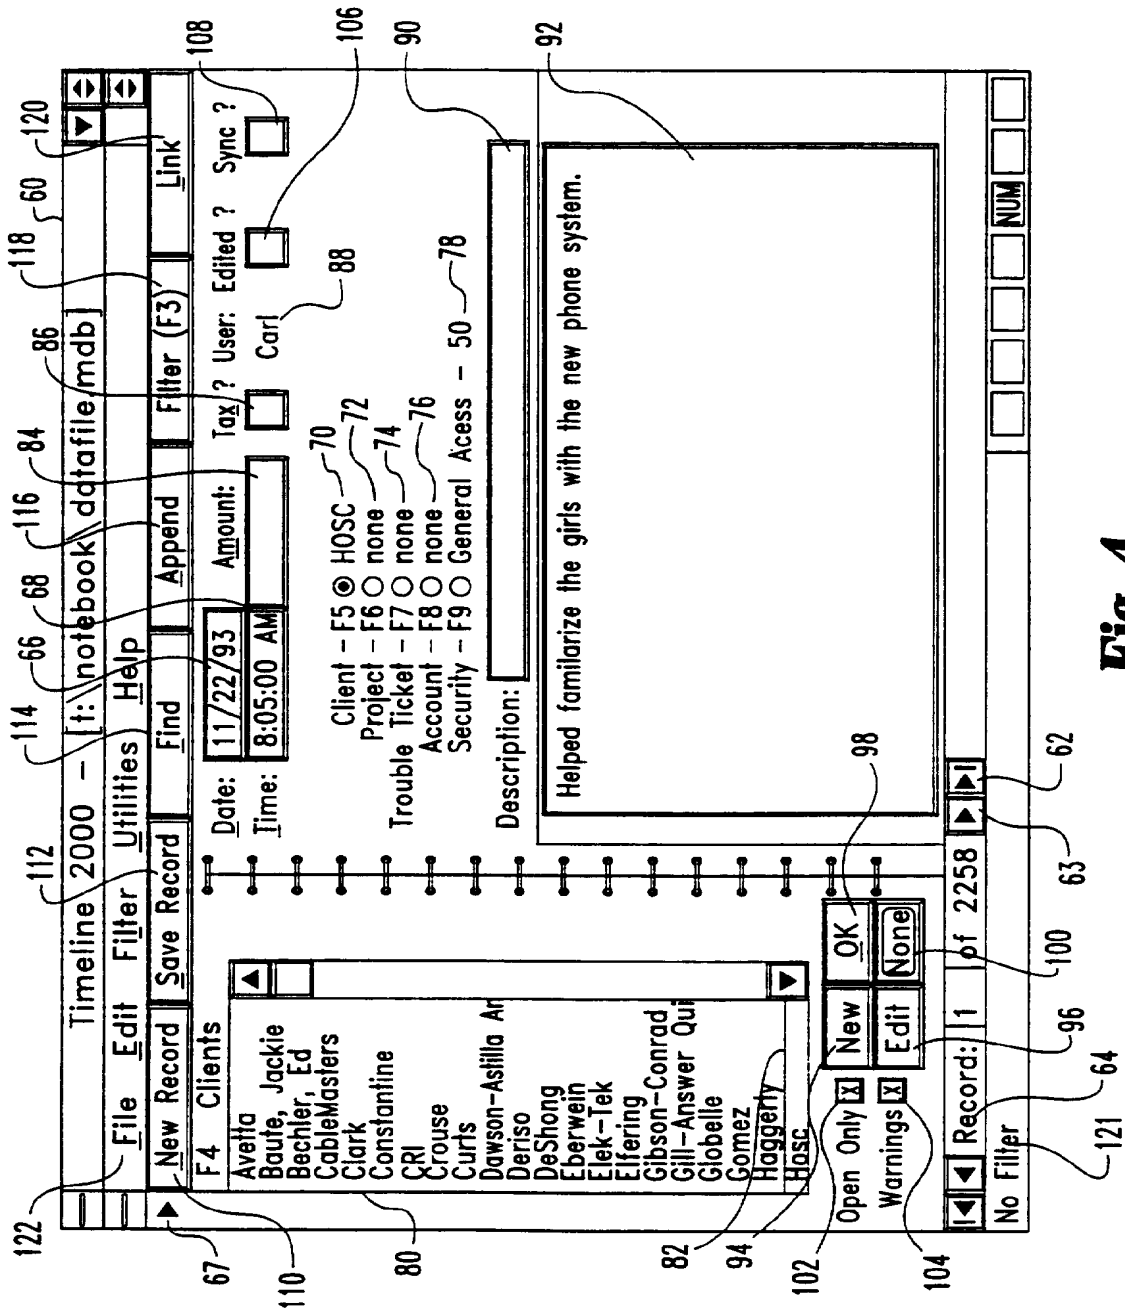 108
106
90
92
120
60
118
86
88
78
84
72
76
116
70
74
68
66
114
112
122
Timeline 2000 – [t:\notebook\datafile.mdb]
File Edit Filter Utilities Help
New Record Save Record Find Append Filter (F3) Link
F4 Clients
Date: 11/22/93 Amount: Tax ? User: Edited ? Sync ?
Time: 8:05:00 AM Carl
Avetta
Baute, Jackie
Bechler, Ed
CableMasters
Clark
Constantine
CRI
Crouse
Curts
Dawson-Astilla Ar
Deriso
DeShong
Eberwein
Elek-Tek
Elfering
Gibson-Conrad
Gill-Answer Qui
Globelle
Gomez
Haggerly
Hosc
Client – F5 HOSC
Project – F6 none
Trouble Ticket – F7 none
Account – F8 none
Security – F9 General Acess – 50
Description:
Helped familarize the girls with the new phone system.
Open Only X New OK
Warnings X Edit None
Record: 1 of 2258
No Filter NUM
67
110
80
82
94
102
104
98
62
63
100
96
64
121
Fig. 4